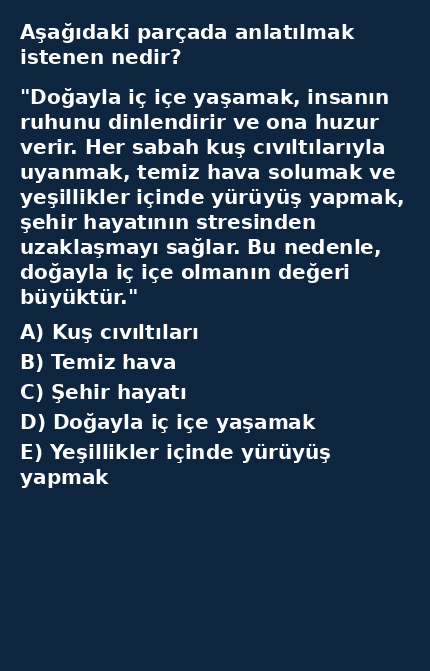 Aşağıdaki parçada anlatılmak
istenen nedir?
"Doğayla iç içe yaşamak, insanın
ruhunu dinlendirir ve ona huzur
verir. Her sabah kuş cıvıltılarıyla
uyanmak, temiz hava solumak ve
yeşillikler içinde yürüyüş yapmak,
şehir hayatının stresinden
uzaklaşmayı sağlar. Bu nedenle,
doğayla iç içe olmanın değeri
büyüktür."
A) Kuş cıvıltıları
B) Temiz hava
C) Şehir hayatı
D) Doğayla iç içe yaşamak
E) Yeşillikler içinde yürüyüş
yapmak